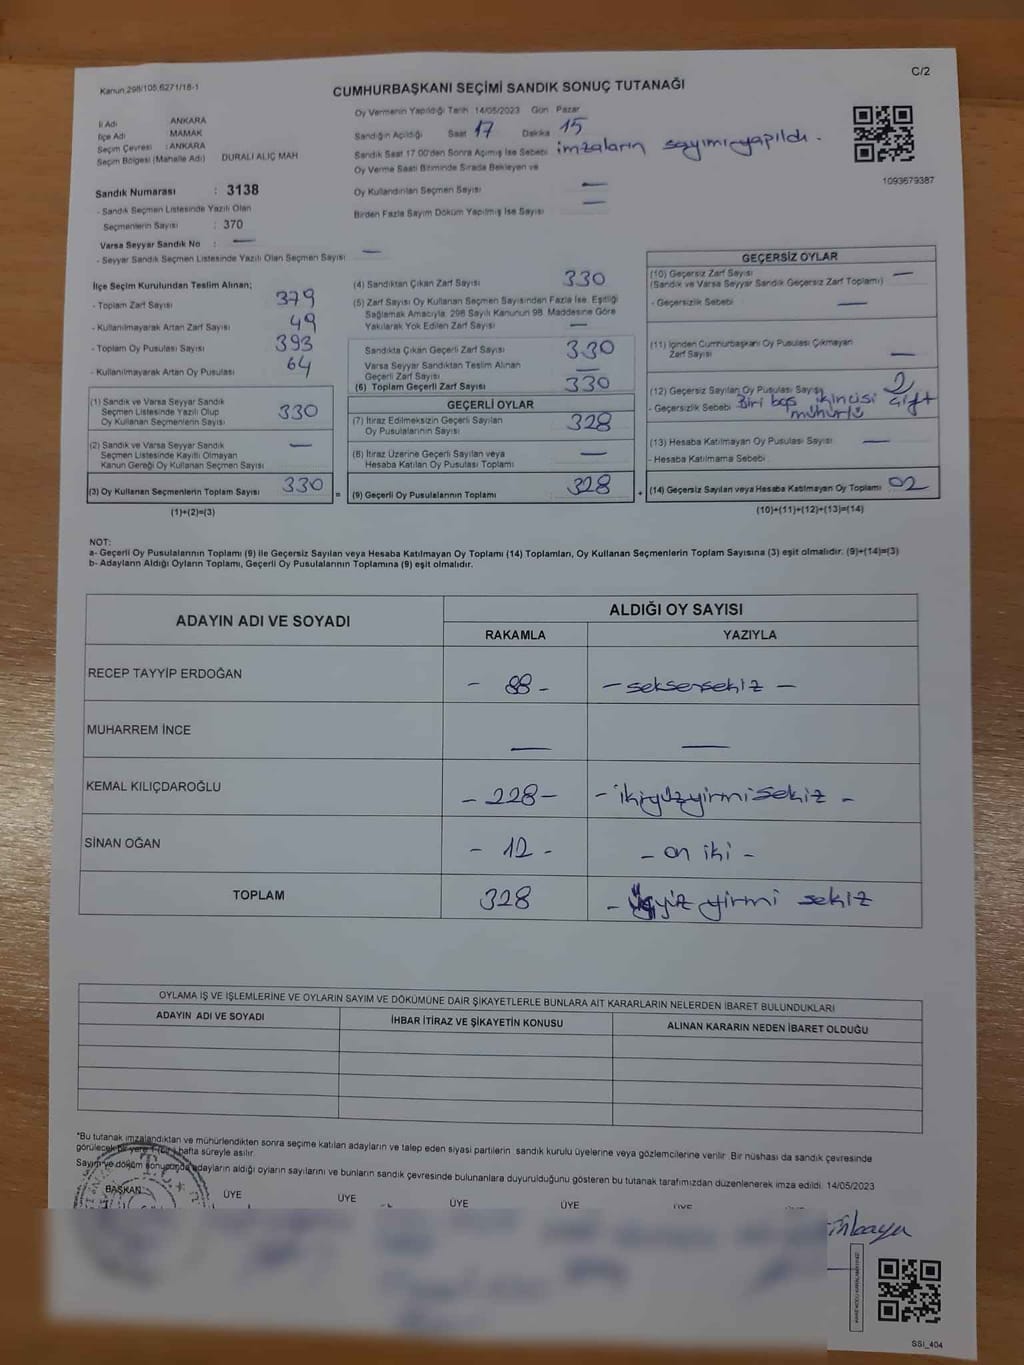 C/2
Kanun 298/105,6271/18-1
CUMHURBAŞKANI SEÇİMİ SANDIK SONUÇ TUTANAĞI
Oy Vermenin Yapıldığı Tarih 14/05/2023 Gün Pazar
İl Adı ANKARA
İlçe Adı MAMAK
Seçim Çevresi : ANKARA
Seçim Bölgesi (Mahalle Adı) DURALI ALIÇ MAH
Sandığın Açıldığı Saat 17 Dakika 15
Sandık Saat 17.00'den Sonra Açımış İse Sebebi imzaların sayımı yapıldı.
Oy Verme Saati Bitiminde Sırada Bekleyen ve
Oy Kullandırılan Seçmen Sayısı —
Birden Fazla Sayım Döküm Yapılmış İse Sayısı —
1093679387
Sandık Numarası : 3138
- Sandık Seçmen Listesinde Yazılı Olan
Seçmenlerin Sayısı : 370
Varsa Seyyar Sandık No : —
- Seyyar Sandık Seçmen Listesinde Yazılı Olan Seçmen Sayısı —
İlçe Seçim Kurulundan Teslim Alınan;
- Toplam Zarf Sayısı 379
- Kullanılmayarak Artan Zarf Sayısı 49
- Toplam Oy Pusulası Sayısı 393
- Kullanılmayarak Artan Oy Pusulası 64
(1) Sandık ve Varsa Seyyar Sandık
Seçmen Listesinde Yazılı Olup
Oy Kullanan Seçmenlerin Sayısı 330
(2) Sandık ve Varsa Seyyar Sandık
Seçmen Listesinde Kayıtlı Olmayan
Kanun Gereği Oy Kullanan Seçmen Sayısı —
(3) Oy Kullanan Seçmenlerin Toplam Sayısı 330
(1)+(2)=(3)
(4) Sandıktan Çıkan Zarf Sayısı 330
(5) Zarf Sayısı Oy Kullanan Seçmen Sayısından Fazla İse, Eşitliği
Sağlamak Amacıyla, 298 Sayılı Kanunun 98. Maddesine Göre
Yakılarak Yok Edilen Zarf Sayısı —
Sandıkta Çıkan Geçerli Zarf Sayısı 330
Varsa Seyyar Sandıktan Teslim Alınan
Geçerli Zarf Sayısı —
(6) Toplam Geçerli Zarf Sayısı 330
GEÇERLİ OYLAR
(7) İtiraz Edilmeksizin Geçerli Sayılan
Oy Pusulalarının Sayısı 328
(8) İtiraz Üzerine Geçerli Sayılan veya
Hesaba Katılan Oy Pusulası Toplamı —
= (9) Geçerli Oy Pusulalarının Toplamı 328
GEÇERSİZ OYLAR
(10) Geçersiz Zarf Sayısı —
(Sandık ve Varsa Seyyar Sandık Geçersiz Zarf Toplamı)
- Geçersizlik Sebebi —
(11) İçinden Cumhurbaşkanı Oy Pusulası Çıkmayan
Zarf Sayısı —
(12) Geçersiz Sayılan Oy Pusulası Sayısı 2
- Geçersizlik Sebebi Biri boş ikincisi çift
mühürlü
(13) Hesaba Katılmayan Oy Pusulası Sayısı —
- Hesaba Katılmama Sebebi
+ (14) Geçersiz Sayılan veya Hesaba Katılmayan Oy Toplamı 02
(10)+(11)+(12)+(13)=(14)
NOT:
a- Geçerli Oy Pusulalarının Toplamı (9) ile Geçersiz Sayılan veya Hesaba Katılmayan Oy Toplamı (14) Toplamları, Oy Kullanan Seçmenlerin Toplam Sayısına (3) eşit olmalıdır. (9)+(14)=(3)
b- Adayların Aldığı Oyların Toplamı, Geçerli Oy Pusulalarının Toplamına (9) eşit olmalıdır.
ADAYIN ADI VE SOYADI ALDIĞI OY SAYISI
RAKAMLA YAZIYLA
RECEP TAYYİP ERDOĞAN - 88 - - seksensekiz -
MUHARREM İNCE — —
KEMAL KILIÇDAROĞLU - 228 - - ikiyüzyirmisekiz -
SİNAN OĞAN - 12 - - on iki -
TOPLAM 328 - üçyüz yirmi sekiz
OYLAMA İŞ VE İŞLEMLERİNE VE OYLARIN SAYIM VE DÖKÜMÜNE DAİR ŞİKAYETLERLE BUNLARA AİT KARARLARIN NELERDEN İBARET BULUNDUKLARI
ADAYIN ADI VE SOYADI İHBAR İTİRAZ VE ŞİKAYETİN KONUSU ALINAN KARARIN NEDEN İBARET OLDUĞU
*Bu tutanak imzalandıktan ve mühürlendikten sonra seçime katılan adayların ve talep eden siyasi partilerin sandık kurulu üyelerine veya gözlemcilerine verilir. Bir nüshası da sandık çevresinde
görülecek bir yere 1 (bir) hafta süreyle asılır.
Sayım ve döküm sonucunda adayların aldığı oyların sayılarını ve bunların sandık çevresinde bulunanlara duyurulduğunu gösteren bu tutanak tarafımızdan düzenlenerek imza edildi. 14/05/2023
BAŞKAN ÜYE ÜYE ÜYE ÜYE ÜYE
SSI_404